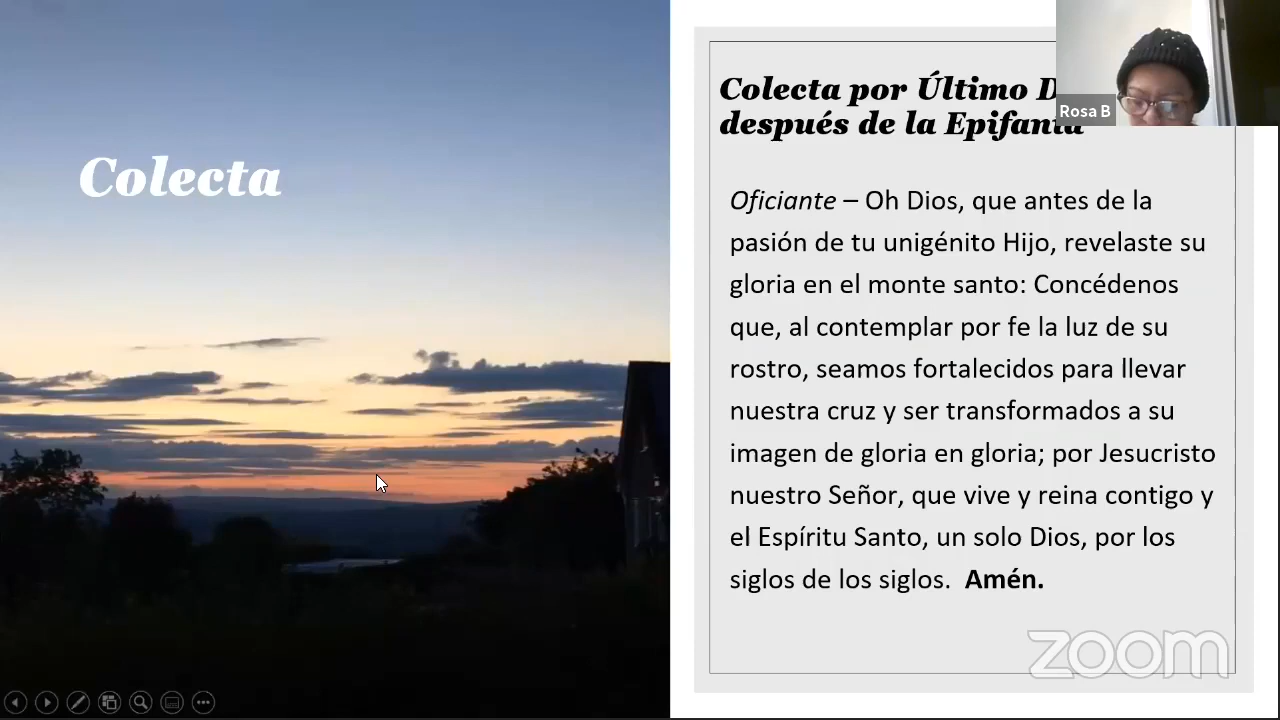 Colecta
Colecta por Último
después de la Epifanía
Rosa B
Oficiante – Oh Dios, que antes de la
pasión de tu unigénito Hijo, revelaste su
gloria en el monte santo: Concédenos
que, al contemplar por fe la luz de su
rostro, seamos fortalecidos para llevar
nuestra cruz y ser transformados a su
imagen de gloria en gloria; por Jesucristo
nuestro Señor, que vive y reina contigo y
el Espíritu Santo, un solo Dios, por los
siglos de los siglos. Amén.
zoom